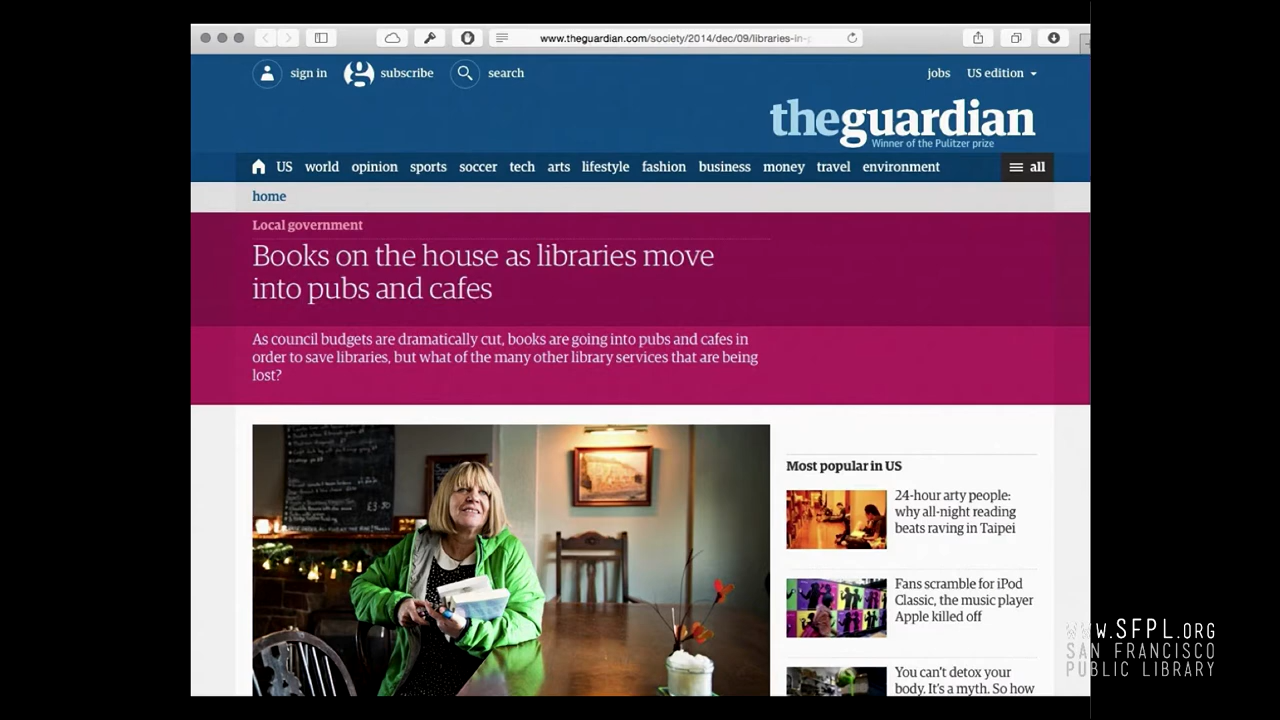 www.theguardian.com/society/2014/dec/09/libraries-in-
sign in
subscribe
search
jobs
US edition
theguardian
Winner of the Pulitzer prize
US world opinion sports soccer tech arts lifestyle fashion business money travel environment
all
home
Local government
Books on the house as libraries move
into pubs and cafes
As council budgets are dramatically cut, books are going into pubs and cafes in
order to save libraries, but what of the many other library services that are being
lost?
£3.50
Most popular in US
24-hour arty people:
why all-night reading
beats raving in Taipei
Fans scramble for iPod
Classic, the music player
Apple killed off
You can't detox your
body. It's a myth. So how
WWW.SFPL.ORG
SAN FRANCISCO
PUBLIC LIBRARY